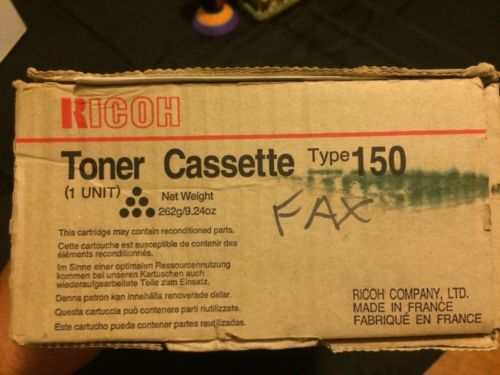 RICOH
Toner Cassette Type 150
(1 UNIT)
Net Weight
262g/9.24oz
FAX
This cartridge may contain reconditioned parts.
Cette cartouche est susceptible de contenir des
éléments reconditionnés.
Im Sinne einer optimalen Ressourcennutzung
kommen bei unseren Kartuschen auch
wiederaufgearbeitete Teile zum Einsatz.
Denna patron kan innehålla renoverade delar.
Questa cartuccia può contenere parti riutilizzate.
Este cartucho puede contener partes reutilizadas.
RICOH COMPANY, LTD.
MADE IN FRANCE
FABRIQUÉ EN FRANCE